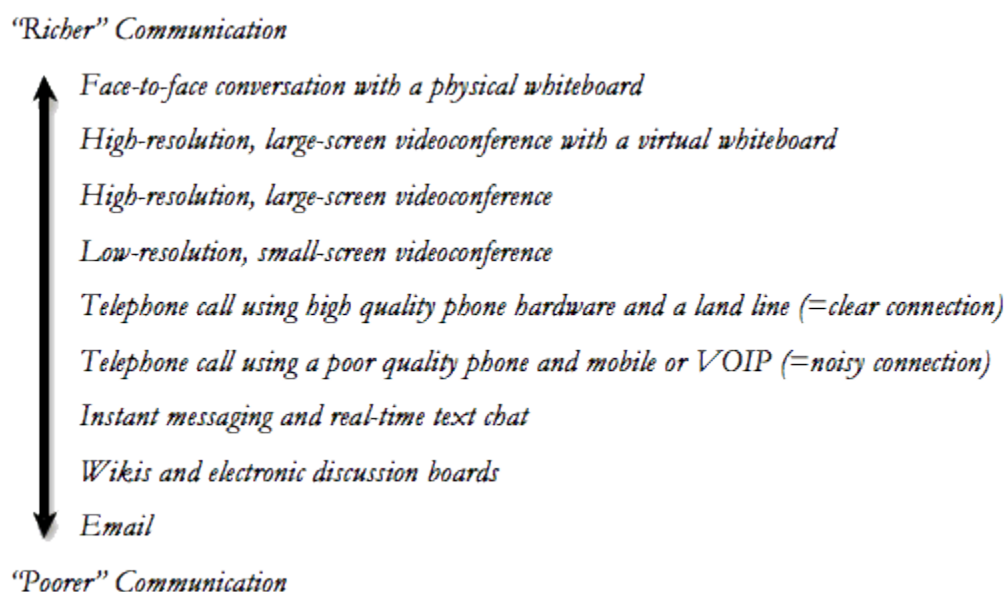 “Richer” Communication
Face-to-face conversation with a physical whiteboard
High-resolution, large-screen videoconference with a virtual whiteboard
High-resolution, large-screen videoconference
Low-resolution, small-screen videoconference
Telephone call using high quality phone hardware and a land line (=clear connection)
Telephone call using a poor quality phone and mobile or VOIP (=noisy connection)
Instant messaging and real-time text chat
Wikis and electronic discussion boards
Email
“Poorer” Communication